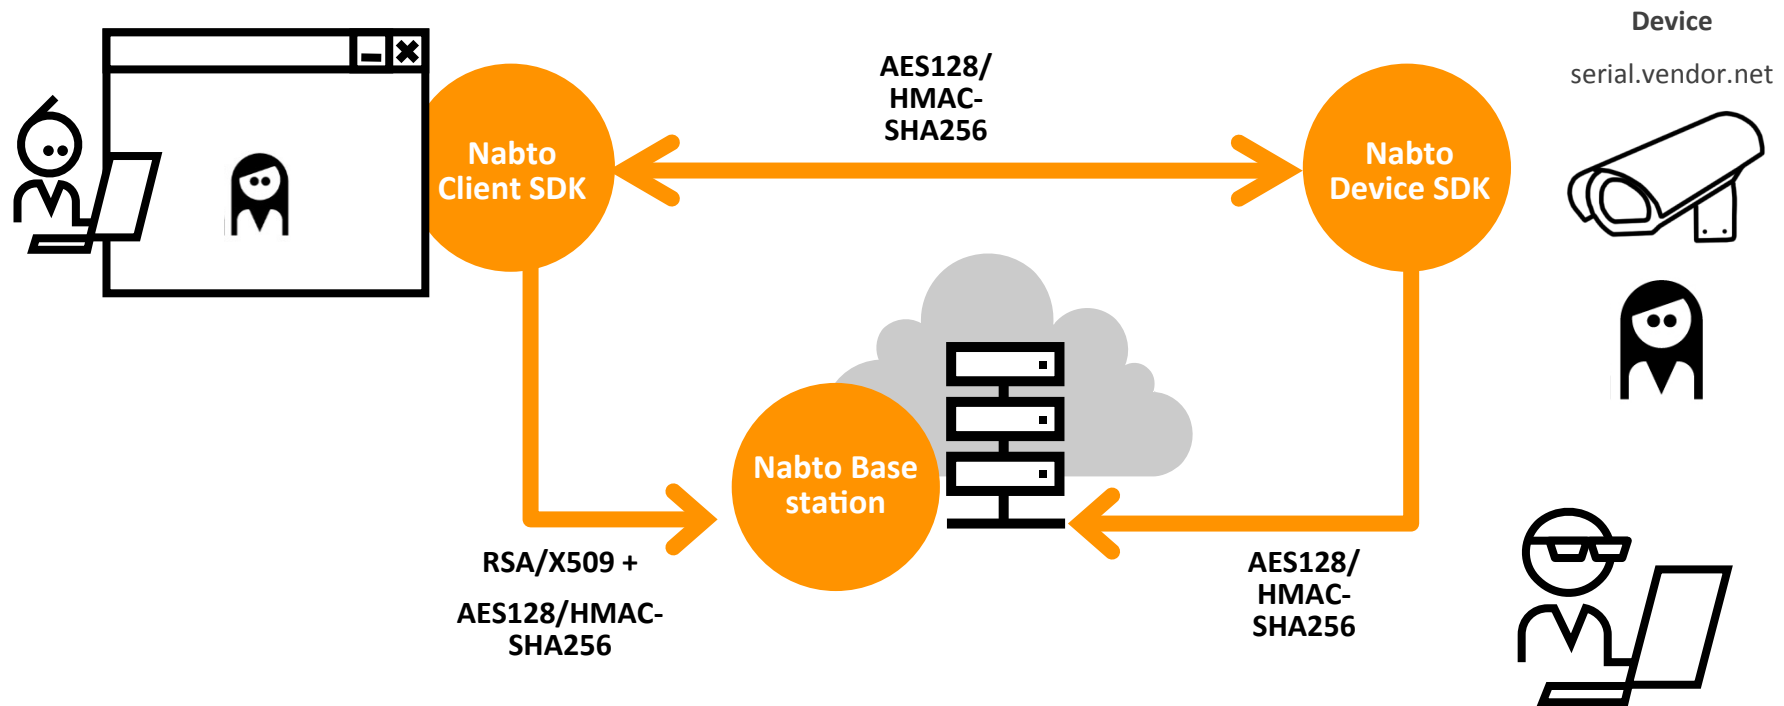 Device
serial.vendor.net
AES128/
HMAC-
SHA256
Nabto
Client SDK
Nabto
Device SDK
Nabto Base
station
RSA/X509 +
AES128/HMAC-
SHA256
AES128/
HMAC-
SHA256